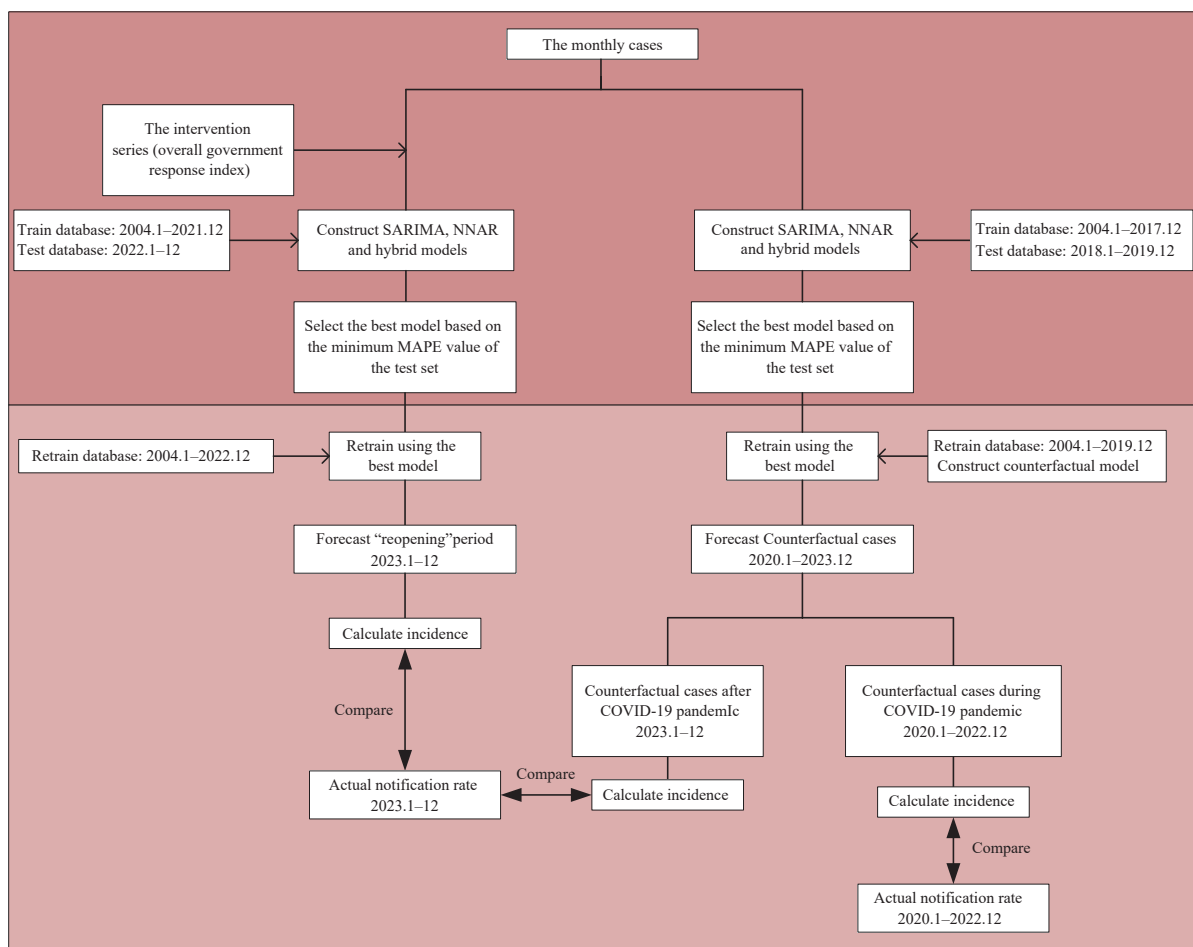 The monthly cases
The intervention
series (overall government
response index)
Train database: 2004.1–2021.12
Test database: 2022.1–12
Construct SARIMA, NNAR
and hybrid models
Construct SARIMA, NNAR
and hybrid models
Train database: 2004.1–2017.12
Test database: 2018.1–2019.12
Select the best model based on
the minimum MAPE value of
the test set
Select the best model based on
the minimum MAPE value of
the test set
Retrain database: 2004.1–2022.12
Retrain using the
best model
Retrain using the
best model
Retrain database: 2004.1–2019.12
Construct counterfactual model
Forecast “reopening”period
2023.1–12
Forecast Counterfactual cases
2020.1–2023.12
Calculate incidence
Compare
Counterfactual cases after
COVID-19 pandemIc
2023.1–12
Counterfactual cases during
COVID-19 pandemic
2020.1–2022.12
Actual notification rate
2023.1–12
Compare
Calculate incidence
Calculate incidence
Compare
Actual notification rate
2020.1–2022.12